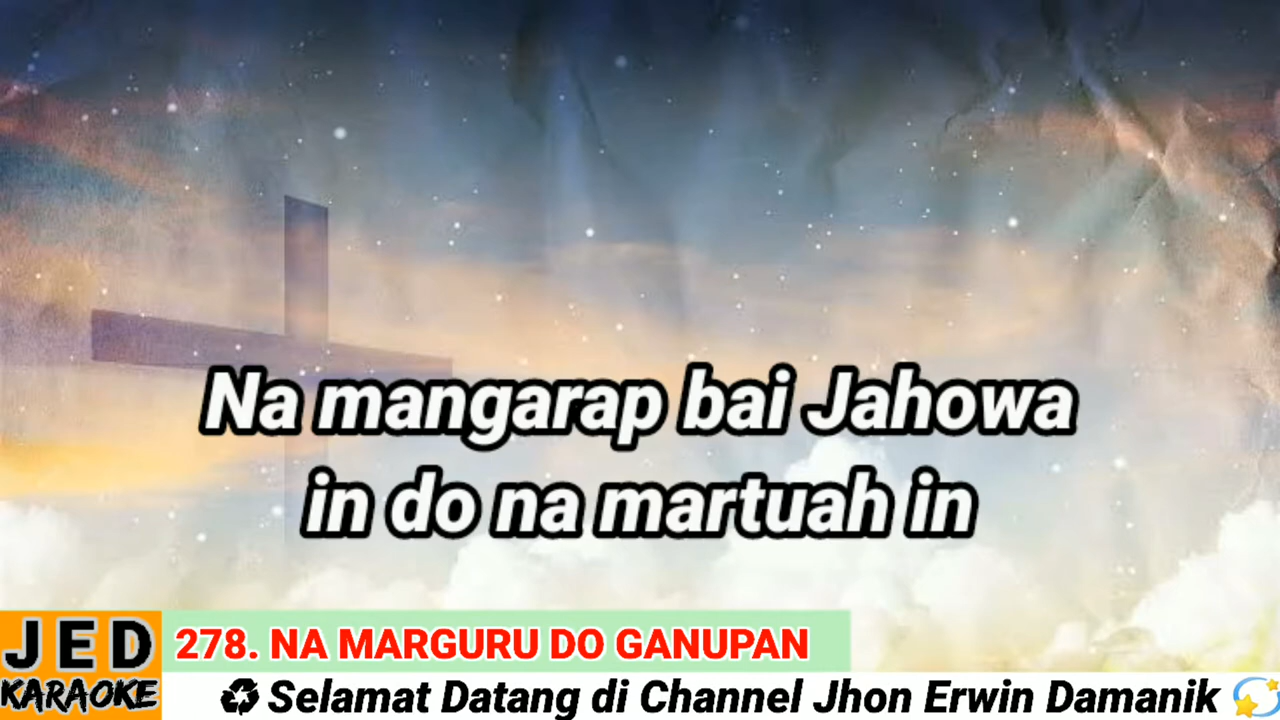 Na mangarap bai Jahowa
in do na martuah in
JED
KARAOKE
278. NA MARGURU DO GANUPAN
♻ Selamat Datang di Channel Jhon Erwin Damanik 💫